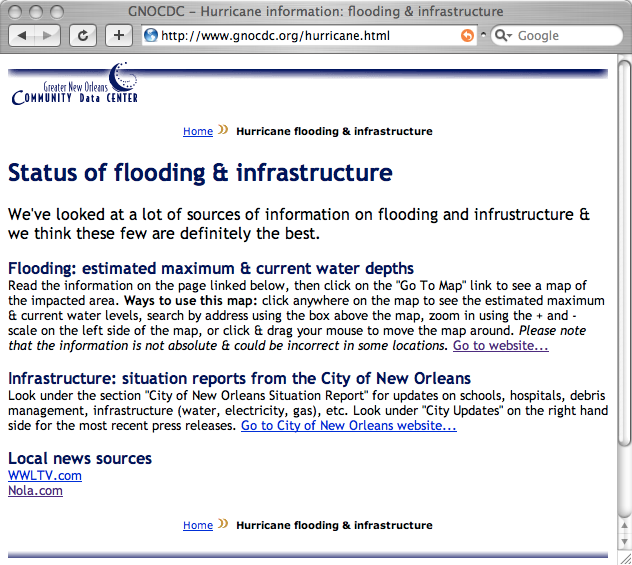 GNOCDC – Hurricane information: flooding & infrastructure
http://www.gnocdc.org/hurricane.html
Google
Greater New Orleans
COMMUNITY Data CENTER
Home » Hurricane flooding & infrastructure
Status of flooding & infrastructure
We've looked at a lot of sources of information on flooding and infrustructure &
we think these few are definitely the best.
Flooding: estimated maximum & current water depths
Read the information on the page linked below, then click on the "Go To Map" link to see a map of
the impacted area. Ways to use this map: click anywhere on the map to see the estimated maximum
& current water levels, search by address using the box above the map, zoom in using the + and -
scale on the left side of the map, or click & drag your mouse to move the map around. Please note
that the information is not absolute & could be incorrect in some locations. Go to website...
Infrastructure: situation reports from the City of New Orleans
Look under the section "City of New Orleans Situation Report" for updates on schools, hospitals, debris
management, infrastructure (water, electricity, gas), etc. Look under "City Updates" on the right hand
side for the most recent press releases. Go to City of New Orleans website...
Local news sources
WWLTV.com
Nola.com
Home » Hurricane flooding & infrastructure